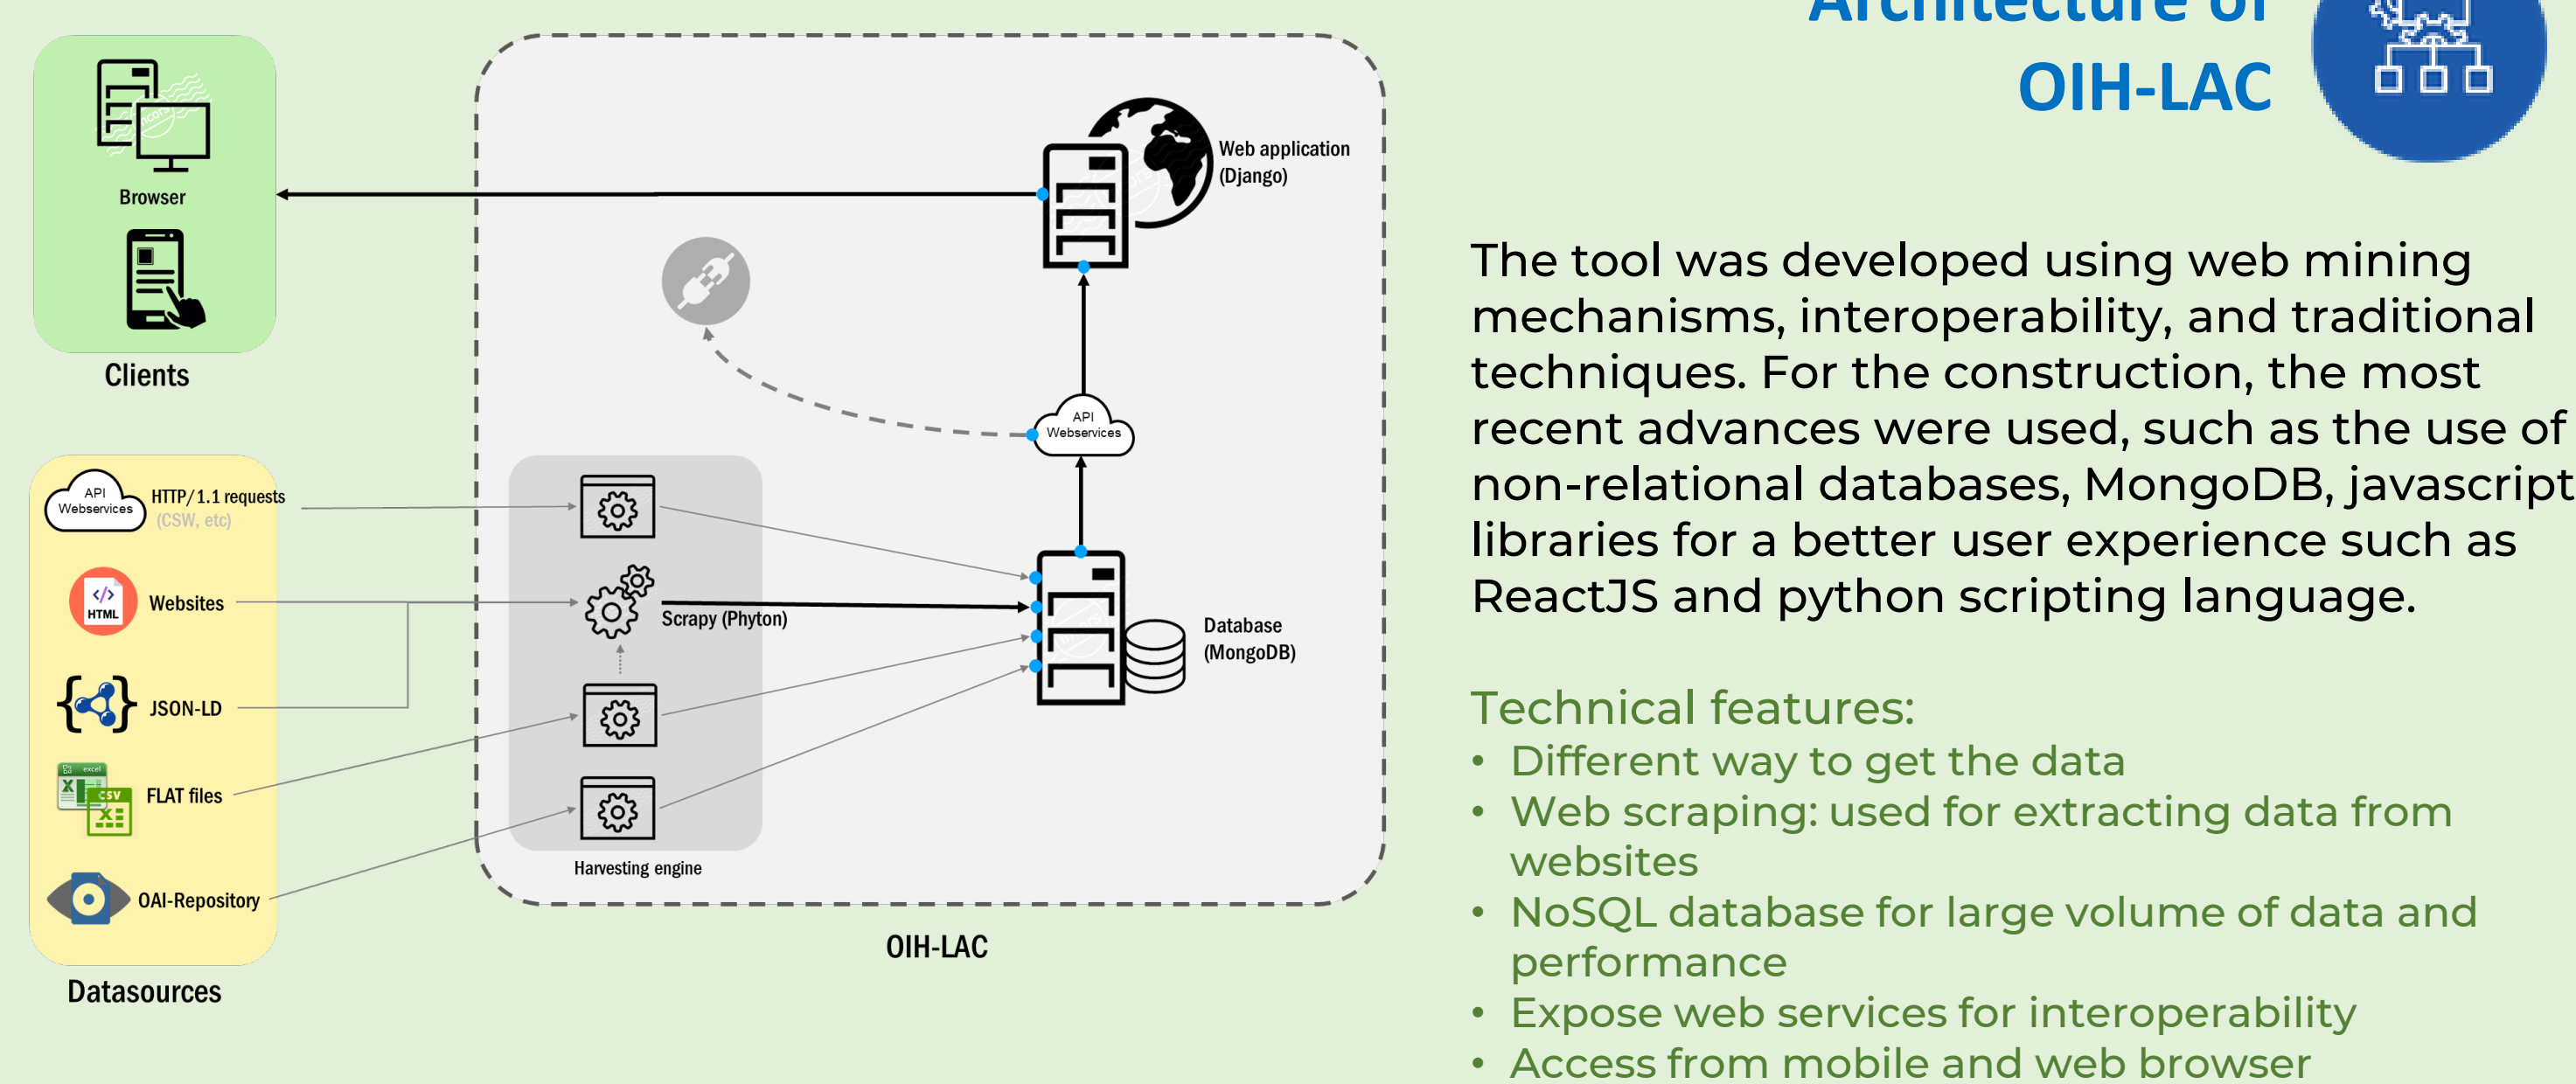 Architecture of
OIH-LAC
Browser
Clients
Web application
(Django)
API
Webservices
API
Webservices
HTTP/1.1 requests
(CSW, etc)
HTML
Websites
JSON-LD
excel
CSV
FLAT files
OAI-Repository
Datasources
Scrapy (Phyton)
Harvesting engine
Database
(MongoDB)
OIH-LAC
The tool was developed using web mining
mechanisms, interoperability, and traditional
techniques. For the construction, the most
recent advances were used, such as the use of
non-relational databases, MongoDB, javascript
libraries for a better user experience such as
ReactJS and python scripting language.
Technical features:
• Different way to get the data
• Web scraping: used for extracting data from
websites
• NoSQL database for large volume of data and
performance
• Expose web services for interoperability
• Access from mobile and web browser